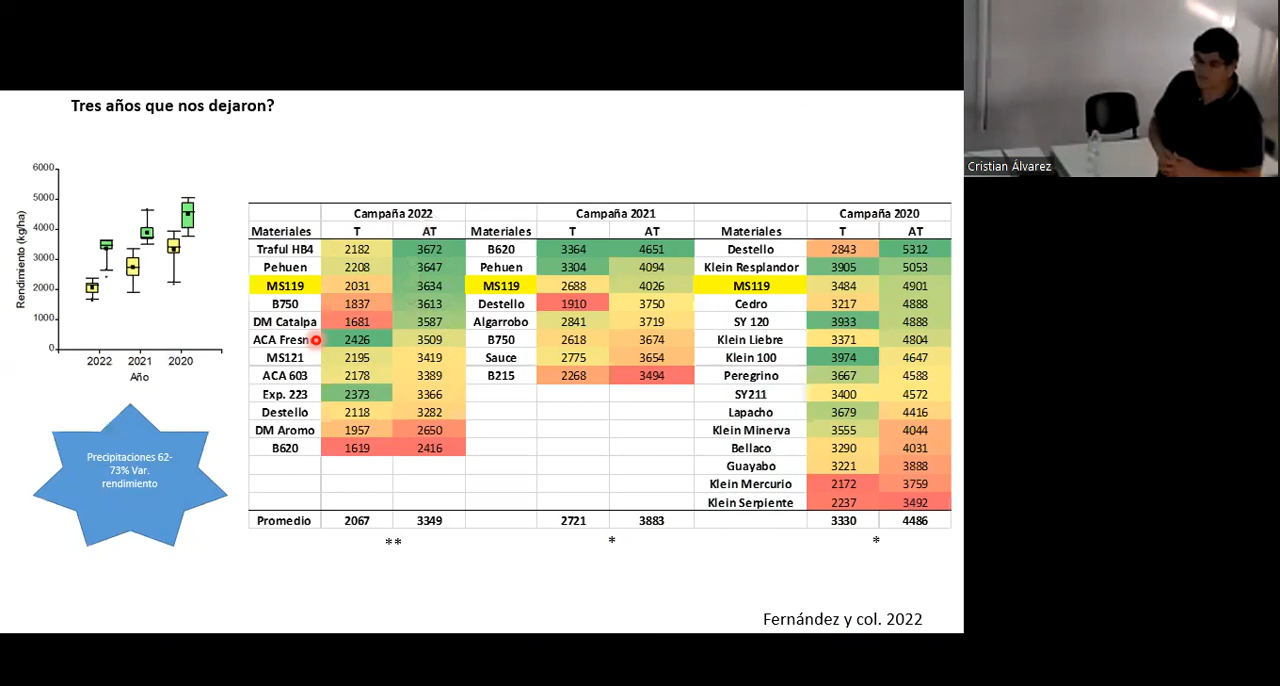 Tres años que nos dejaron?
6000
5000
4000
3000
2000
1000
0
Rendimiento (kg/ha)
2022 2021 2020
Año
Precipitaciones 62-
73% Var.
rendimiento
Campaña 2022 Campaña 2021 Campaña 2020
Materiales T AT Materiales T AT Materiales T AT
Traful HB4 2182 3672 B620 3364 4651 Destello 2843 5312
Pehuen 2208 3647 Pehuen 3304 4094 Klein Resplandor 3905 5053
MS119 2031 3634 MS119 2688 4026 MS119 3484 4901
B750 1837 3613 Destello 1910 3750 Cedro 3217 4888
DM Catalpa 1681 3587 Algarrobo 2841 3719 SY 120 3933 4888
ACA Fresn 2426 3509 B750 2618 3674 Klein Liebre 3371 4804
MS121 2195 3419 Sauce 2775 3654 Klein 100 3974 4647
ACA 603 2178 3389 B215 2268 3494 Peregrino 3667 4588
Exp. 223 2373 3366 SY211 3400 4572
Destello 2118 3282 Lapacho 3679 4416
DM Aromo 1957 2650 Klein Minerva 3555 4044
B620 1619 2416 Bellaco 3290 4031
Guayabo 3221 3888
Klein Mercurio 2172 3759
Klein Serpiente 2237 3492
Promedio 2067 3349 2721 3883 3330 4486
** * *
Fernández y col. 2022
Cristian Álvarez